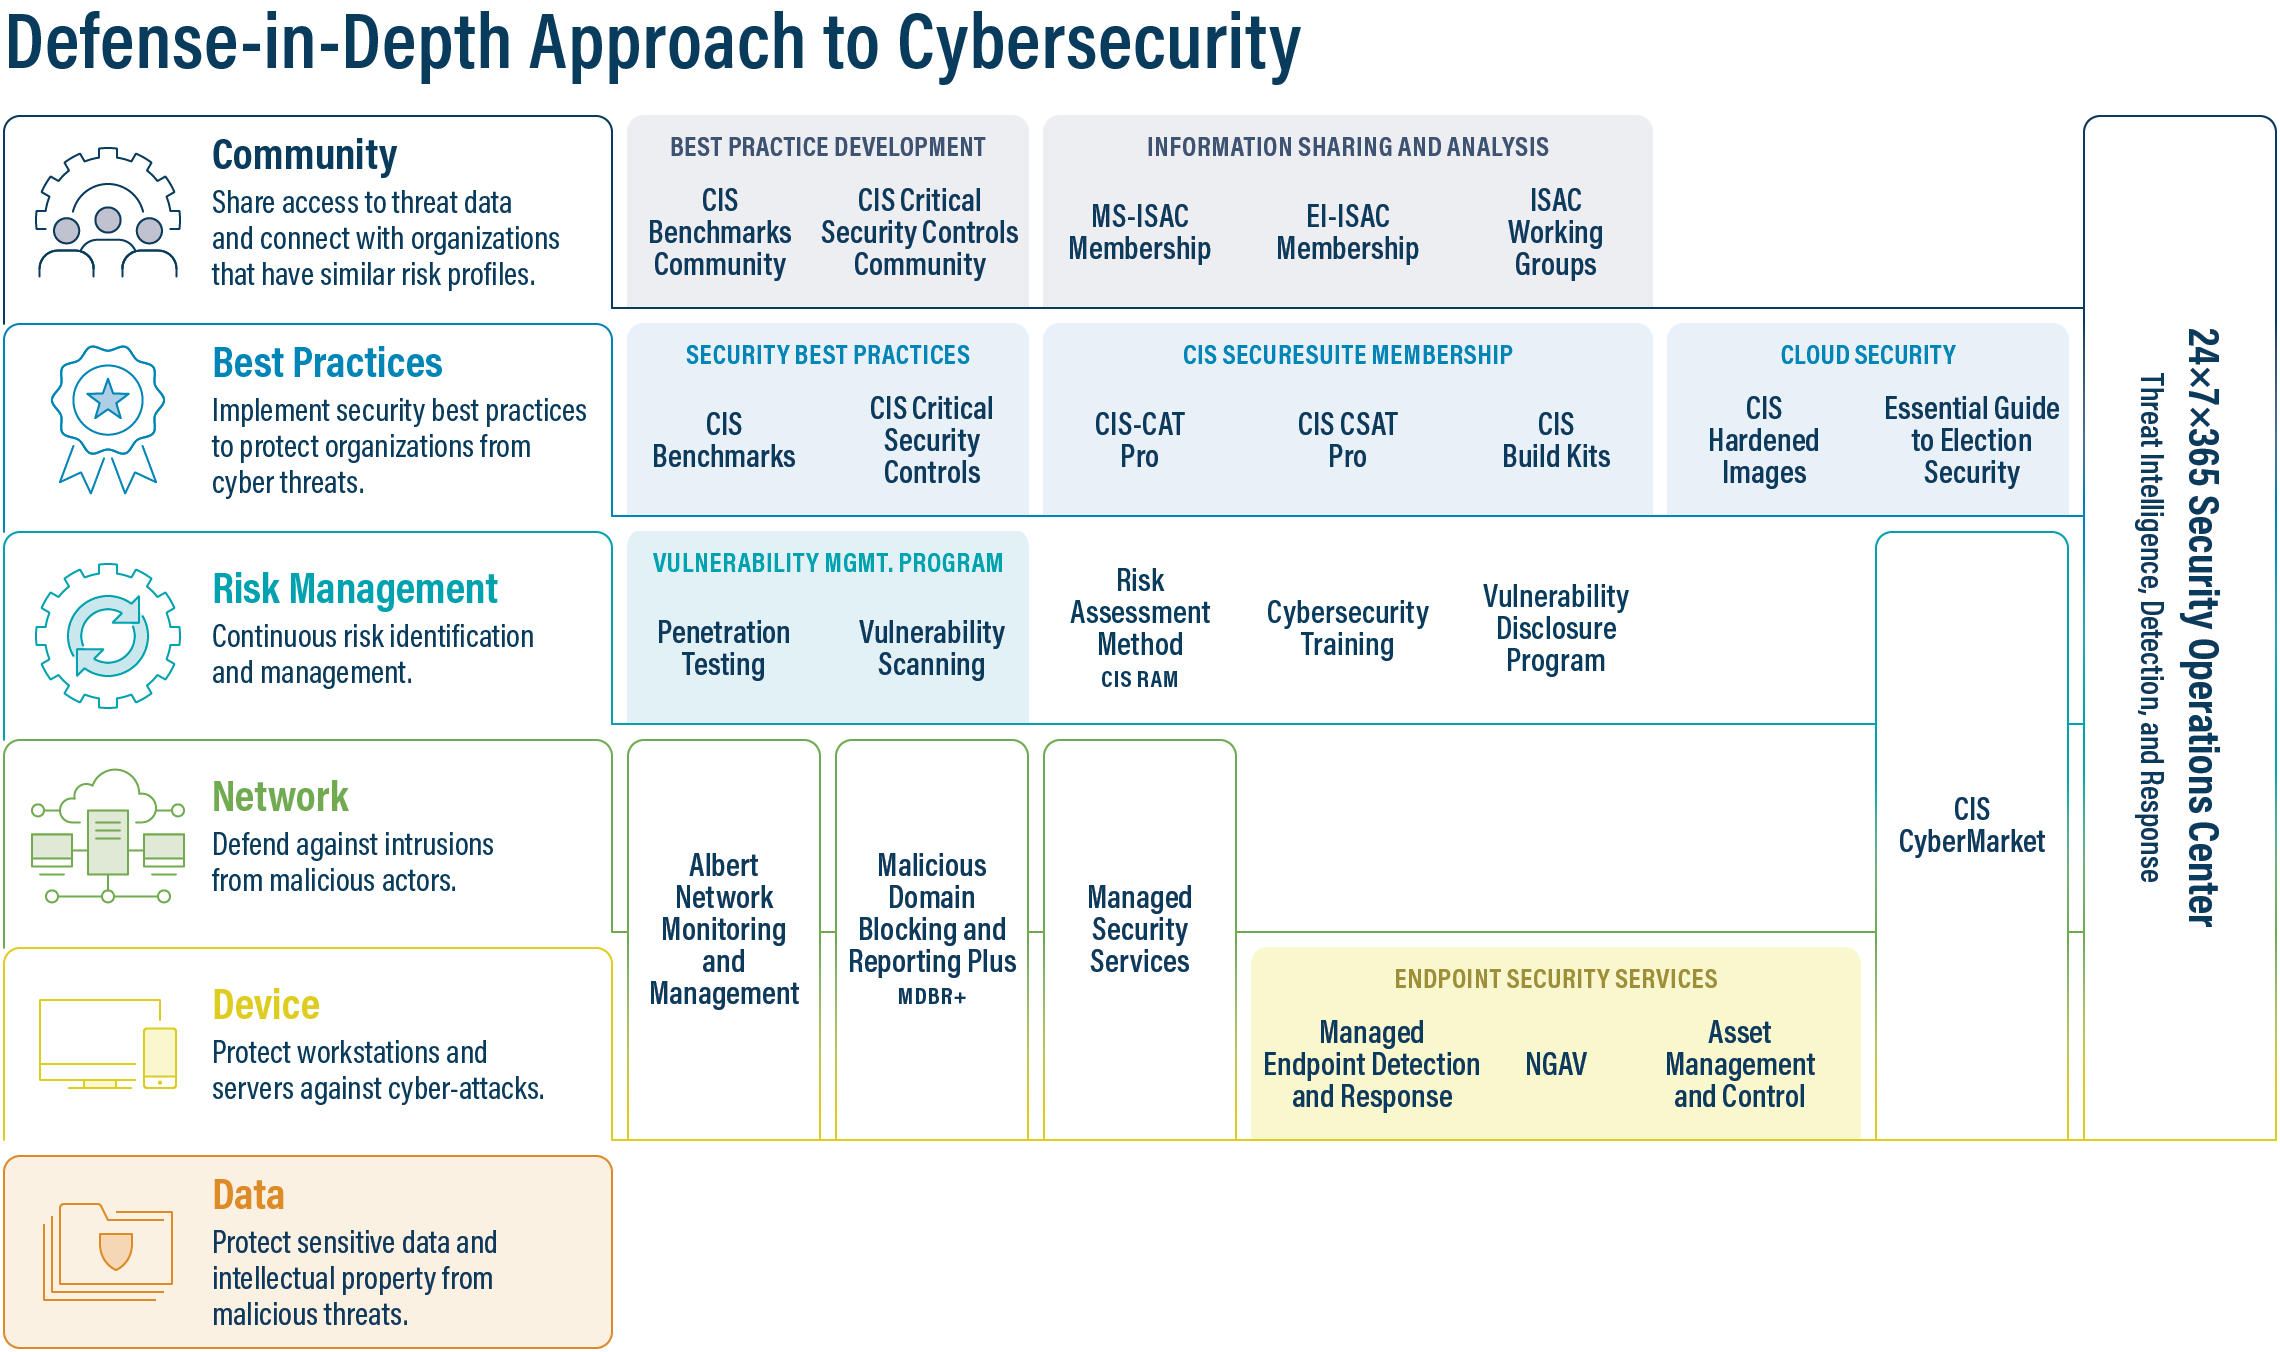 Defense-in-Depth Approach to Cybersecurity
Community
Share access to threat data
and connect with organizations
that have similar risk profiles.
BEST PRACTICE DEVELOPMENT
CIS
Benchmarks
Community
CIS Critical
Security Controls
Community
INFORMATION SHARING AND ANALYSIS
MS-ISAC
Membership
EI-ISAC
Membership
ISAC
Working
Groups
Best Practices
Implement security best practices
to protect organizations from
cyber threats.
SECURITY BEST PRACTICES
CIS
Benchmarks
CIS Critical
Security
Controls
CIS SECURESUITE MEMBERSHIP
CIS-CAT
Pro
CIS CSAT
Pro
CIS
Build Kits
CLOUD SECURITY
CIS
Hardened
Images
Essential Guide
to Election
Security
Risk Management
Continuous risk identification
and management.
VULNERABILITY MGMT. PROGRAM
Penetration
Testing
Vulnerability
Scanning
Risk
Assessment
Method
CIS RAM
Cybersecurity
Training
Vulnerability
Disclosure
Program
Network
Defend against intrusions
from malicious actors.
Albert
Network
Monitoring
and
Management
Malicious
Domain
Blocking and
Reporting Plus
MDBR+
Managed
Security
Services
CIS
CyberMarket
Device
Protect workstations and
servers against cyber-attacks.
ENDPOINT SECURITY SERVICES
Managed
Endpoint Detection
and Response
NGAV
Asset
Management
and Control
Data
Protect sensitive data and
intellectual property from
malicious threats.
24×7×365 Security Operations Center
Threat Intelligence, Detection, and Response